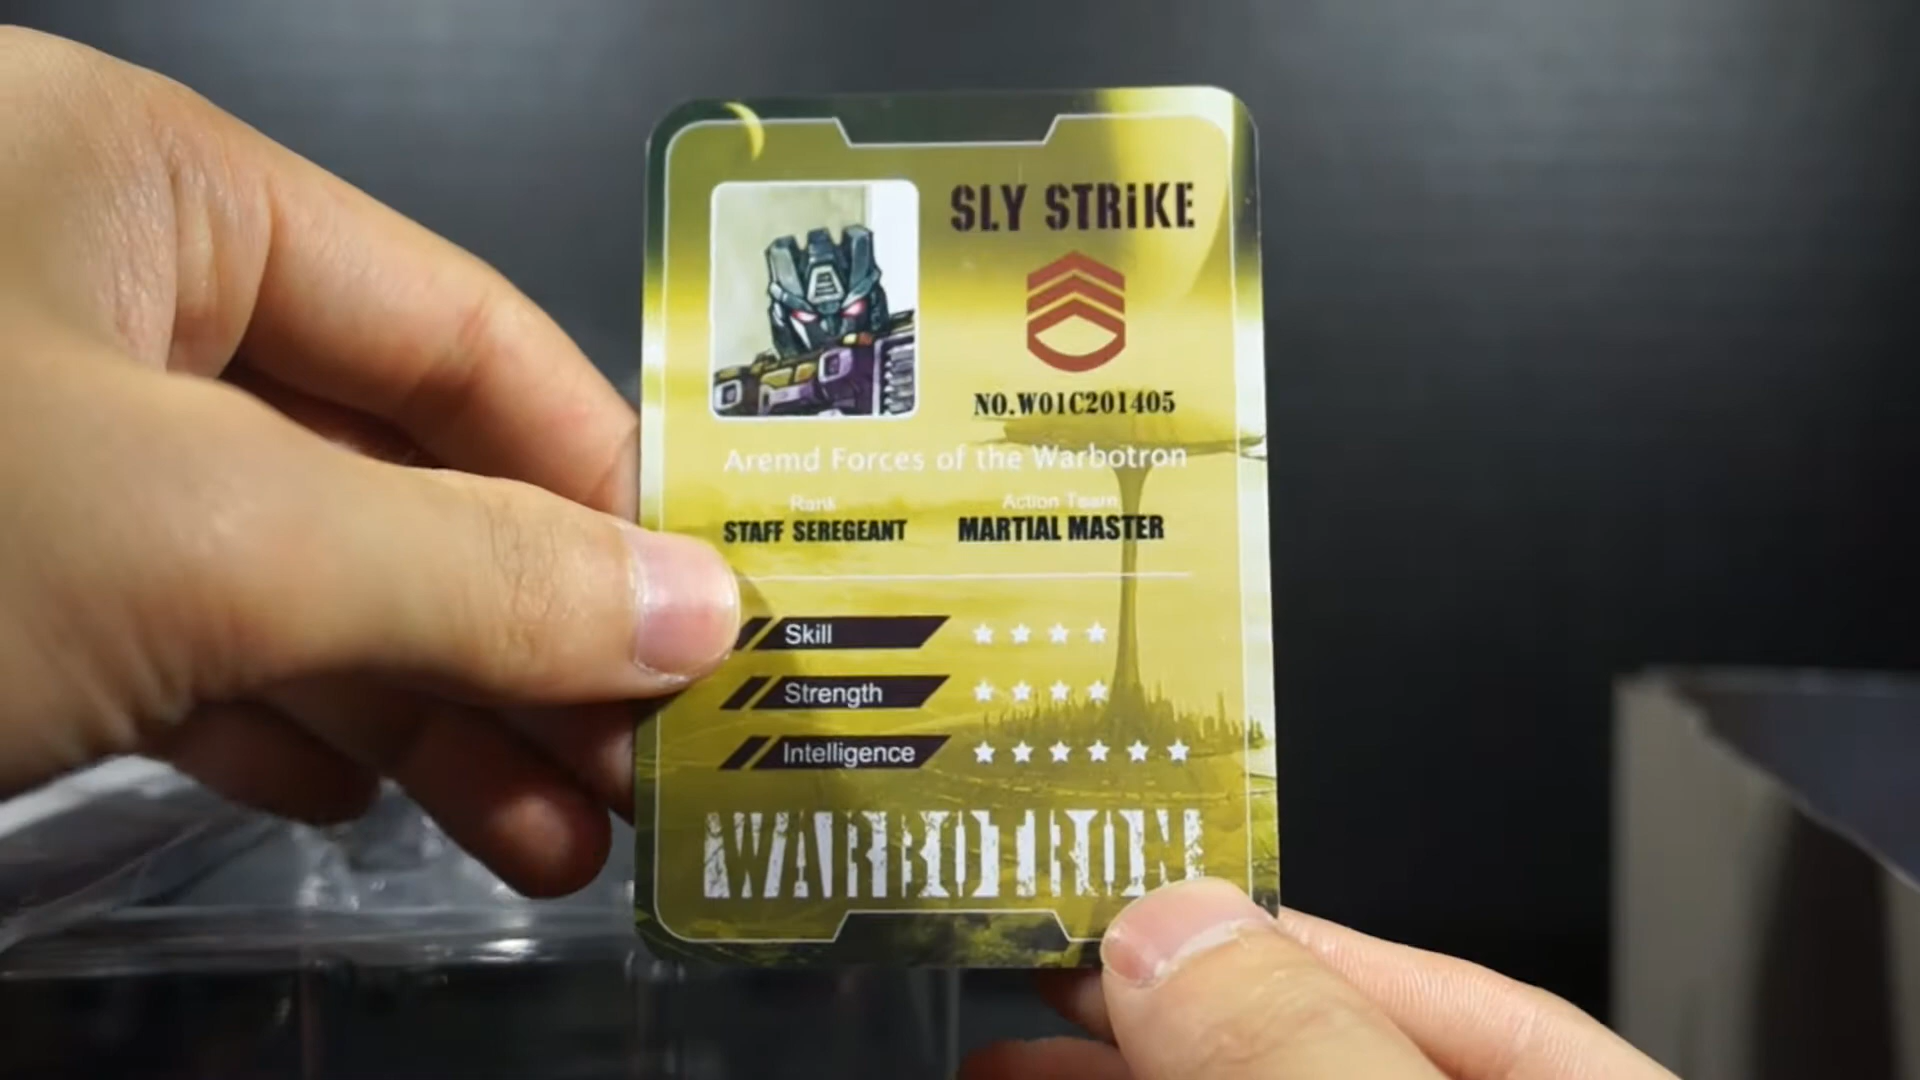 SLY STRiKE
NO.W01C201405
Aremd Forces of the Warbotron
Rank
Action Team
STAFF SEREGEANT
MARTIAL MASTER
Skill
Strength
Intelligence
WARBOTRON